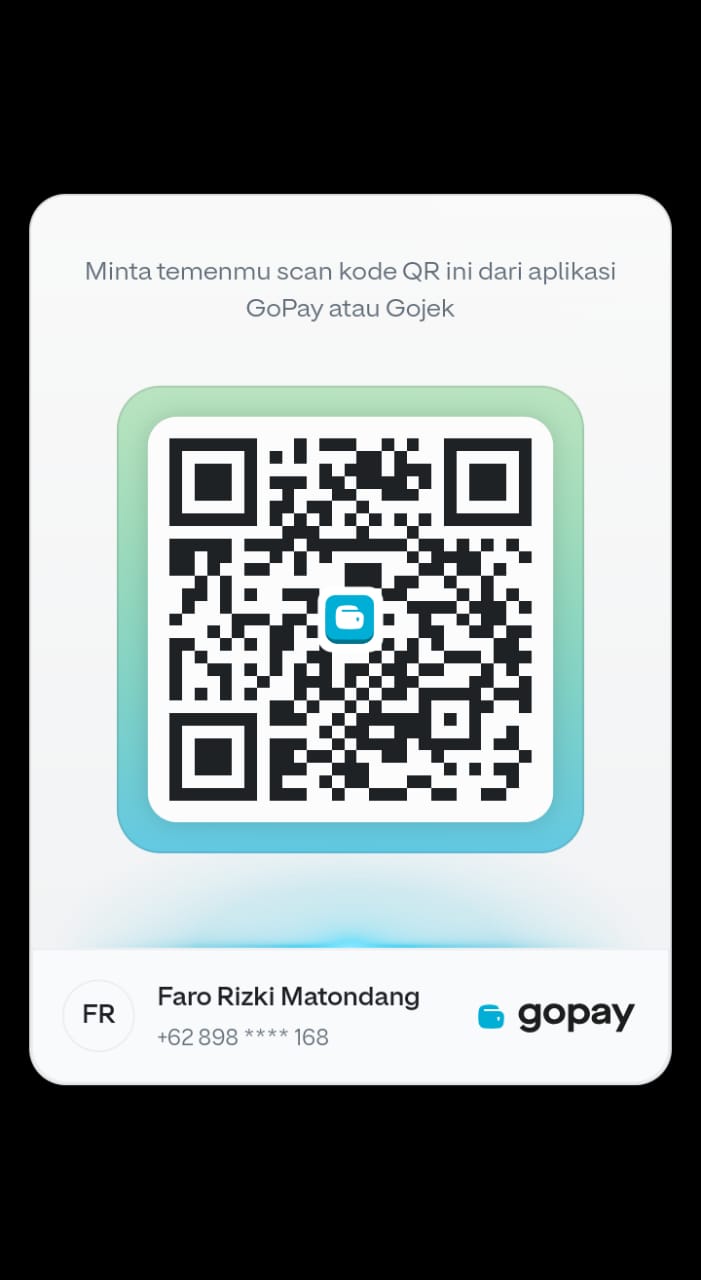 Minta temenmu scan kode QR ini dari aplikasi
GoPay atau Gojek
FR
Faro Rizki Matondang
+62 898 **** 168
gopay